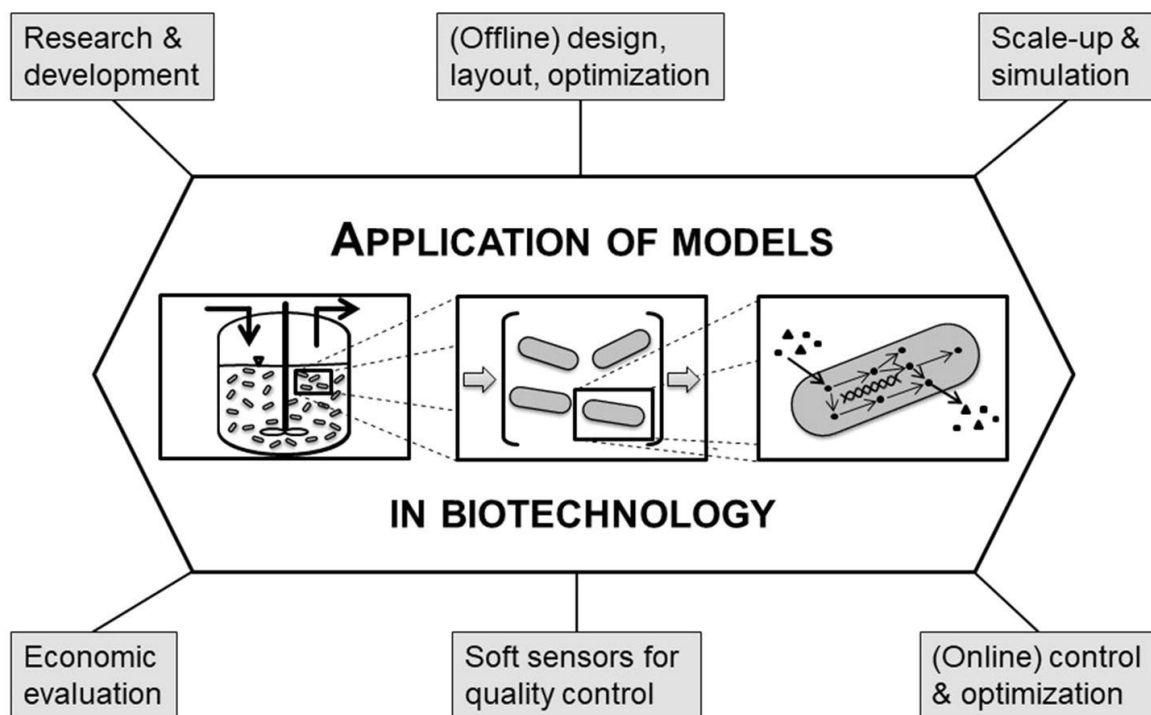 Research &
development
(Offline) design,
layout, optimization
Scale-up &
simulation
APPLICATION OF MODELS
IN BIOTECHNOLOGY
Economic
evaluation
Soft sensors for
quality control
(Online) control
& optimization